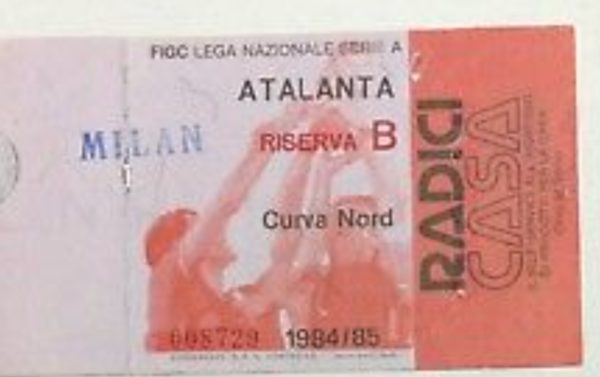 FIGC LEGA NAZIONALE SERIE A
ATALANTA
MILAN
RISERVA B
Curva Nord
008729 1984/85
RADICI
CASA